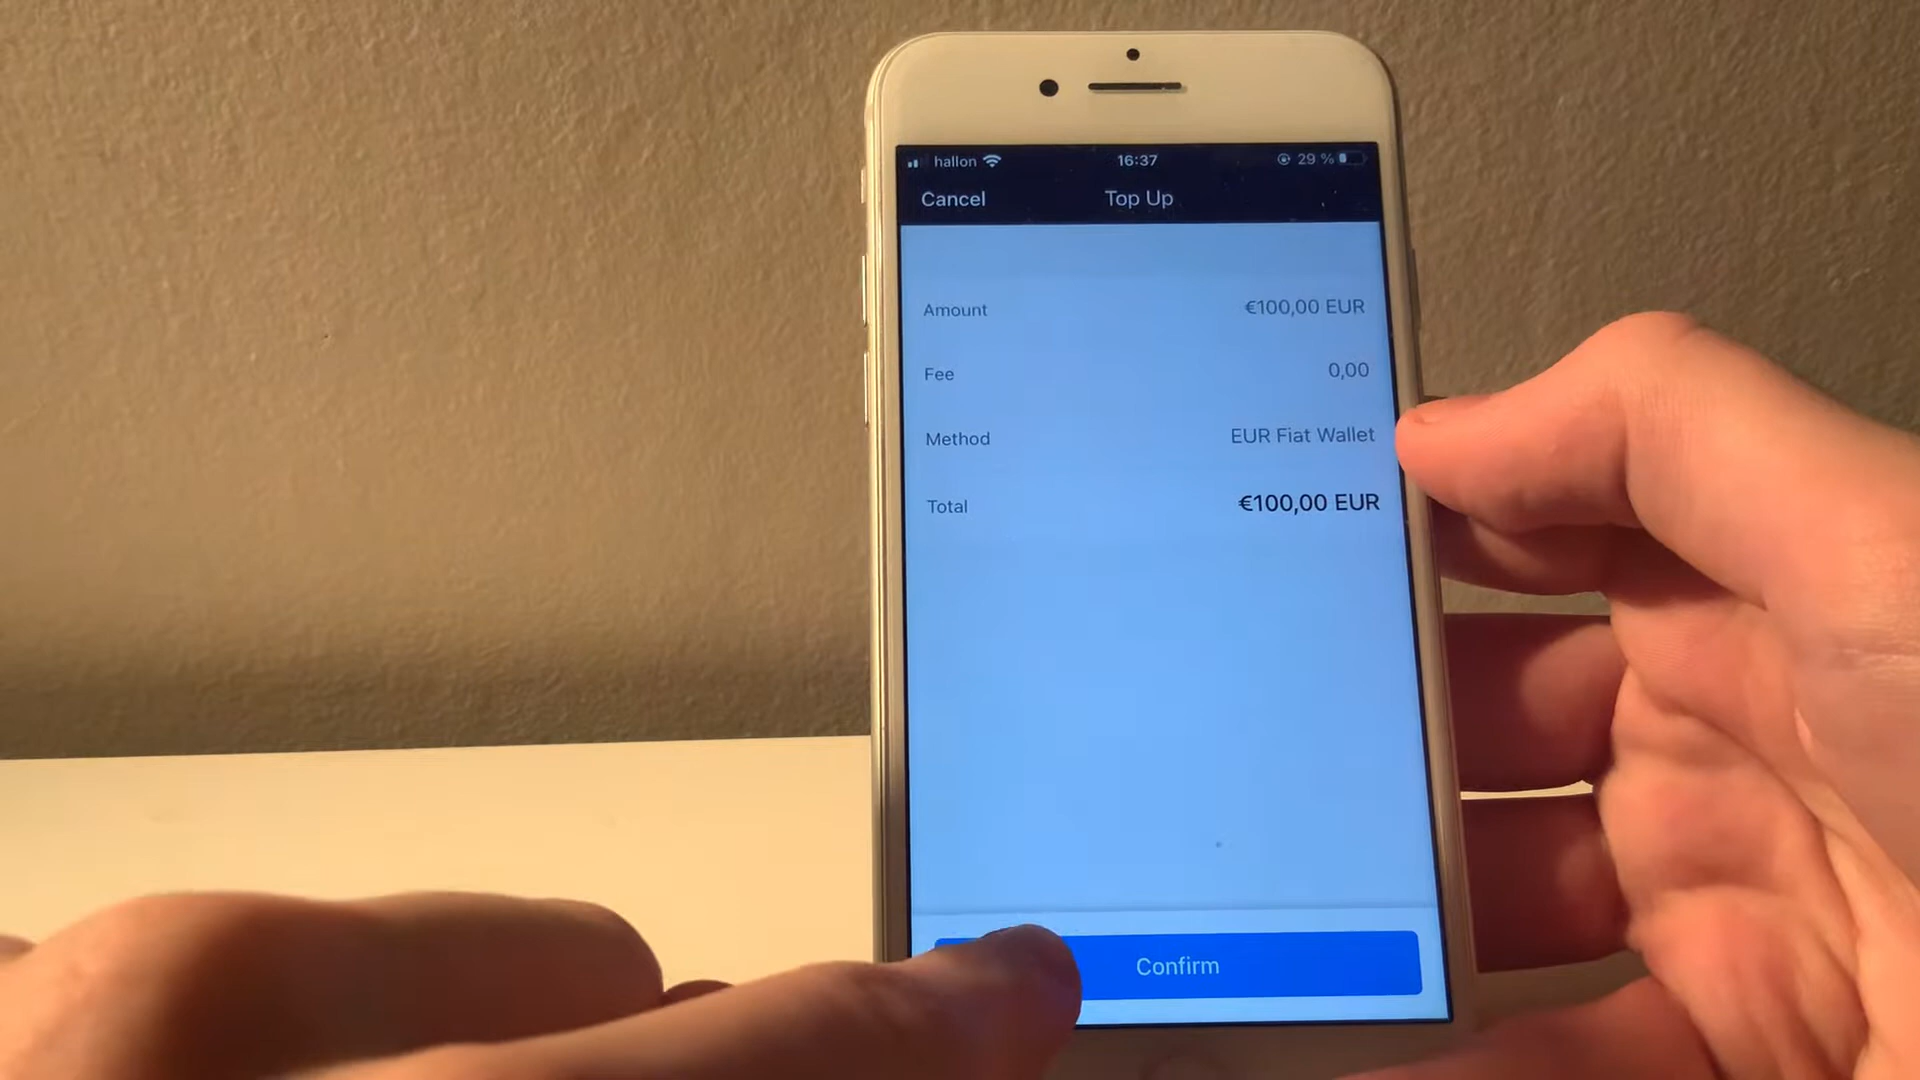 hallon 16:37 29 %
Cancel Top Up
Amount €100,00 EUR
Fee 0,00
Method EUR Fiat Wallet
Total €100,00 EUR
Confirm